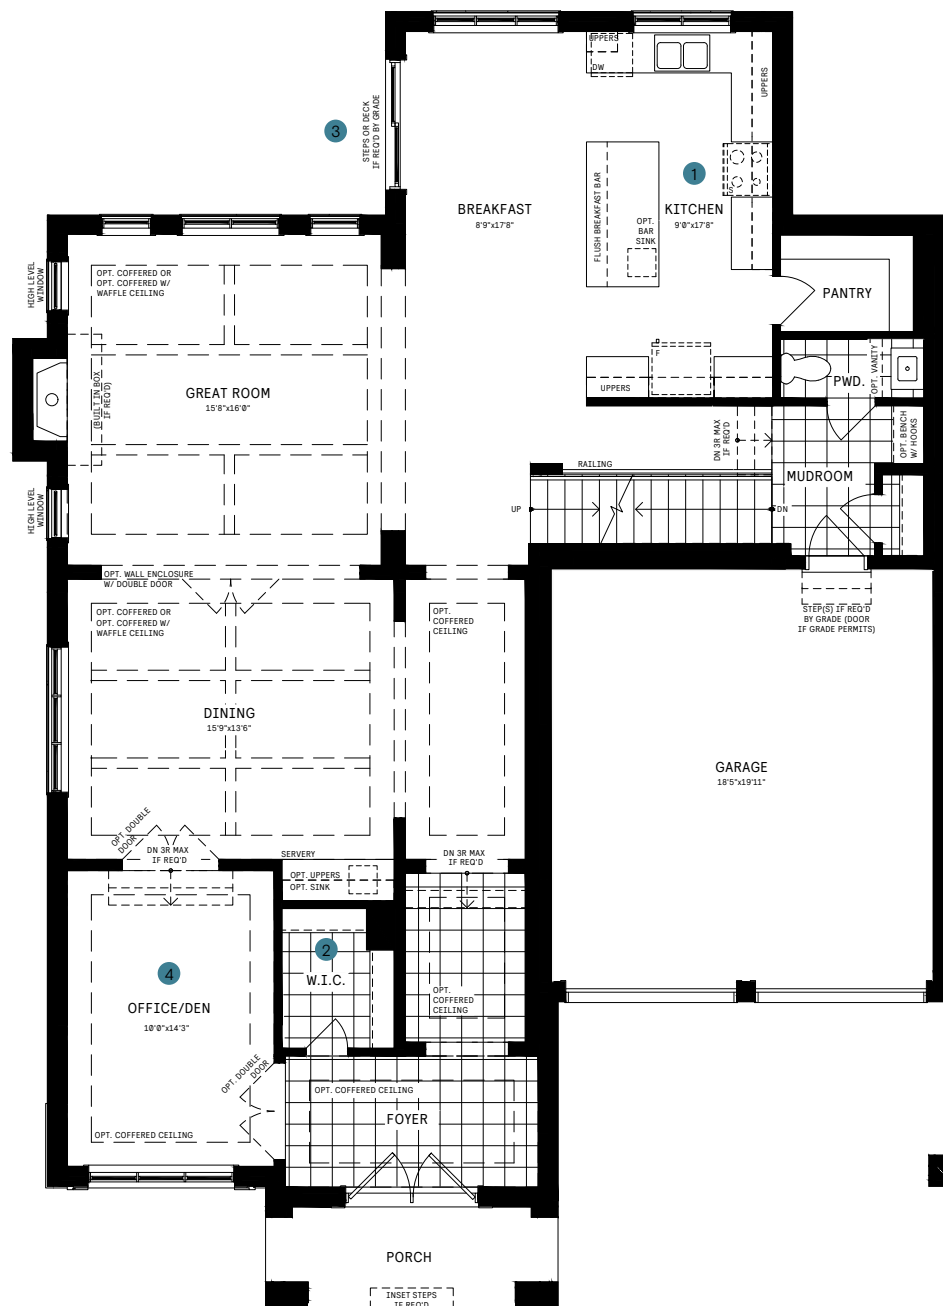 UPPERS
DW
UPPERS
3
STEPS OR DECK
IF REQ'D BY GRADE
1
BREAKFAST
8'9"x17'8"
FLUSH BREAKFAST BAR
KITCHEN
9'0"x17'8"
S
OPT.
BAR
SINK
HIGH LEVEL
WINDOW
OPT. COFFERED OR
OPT. COFFERED W/
WAFFLE CEILING
PANTRY
F
GREAT ROOM
15'8"x16'0"
(BUILT IN BOX
IF REQ'D)
UPPERS
PWD.
OPT. VANITY
DN 3R MAX
IF REQ'D
OPT. BENCH
W/ HOOKS
RAILING
MUDROOM
HIGH LEVEL
WINDOW
UP
DN
OPT. WALL ENCLOSURE
W/ DOUBLE DOOR
OPT. COFFERED OR
OPT. COFFERED W/
WAFFLE CEILING
OPT.
COFFERED
CEILING
STEP(S) IF REQ'D
BY GRADE (DOOR
IF GRADE PERMITS)
DINING
15'9"x13'6"
GARAGE
18'5"x19'11"
OPT. DOUBLE
DOOR
DN 3R MAX
IF REQ'D
SERVERY
OPT. UPPERS
OPT. SINK
DN 3R MAX
IF REQ'D
2
W.I.C.
4
OFFICE/DEN
10'0"x14'3"
OPT.
COFFERED
CEILING
OPT. DOUBLE
DOOR
OPT. COFFERED CEILING
FOYER
OPT. COFFERED CEILING
PORCH
INSET STEPS
IF REQ'D